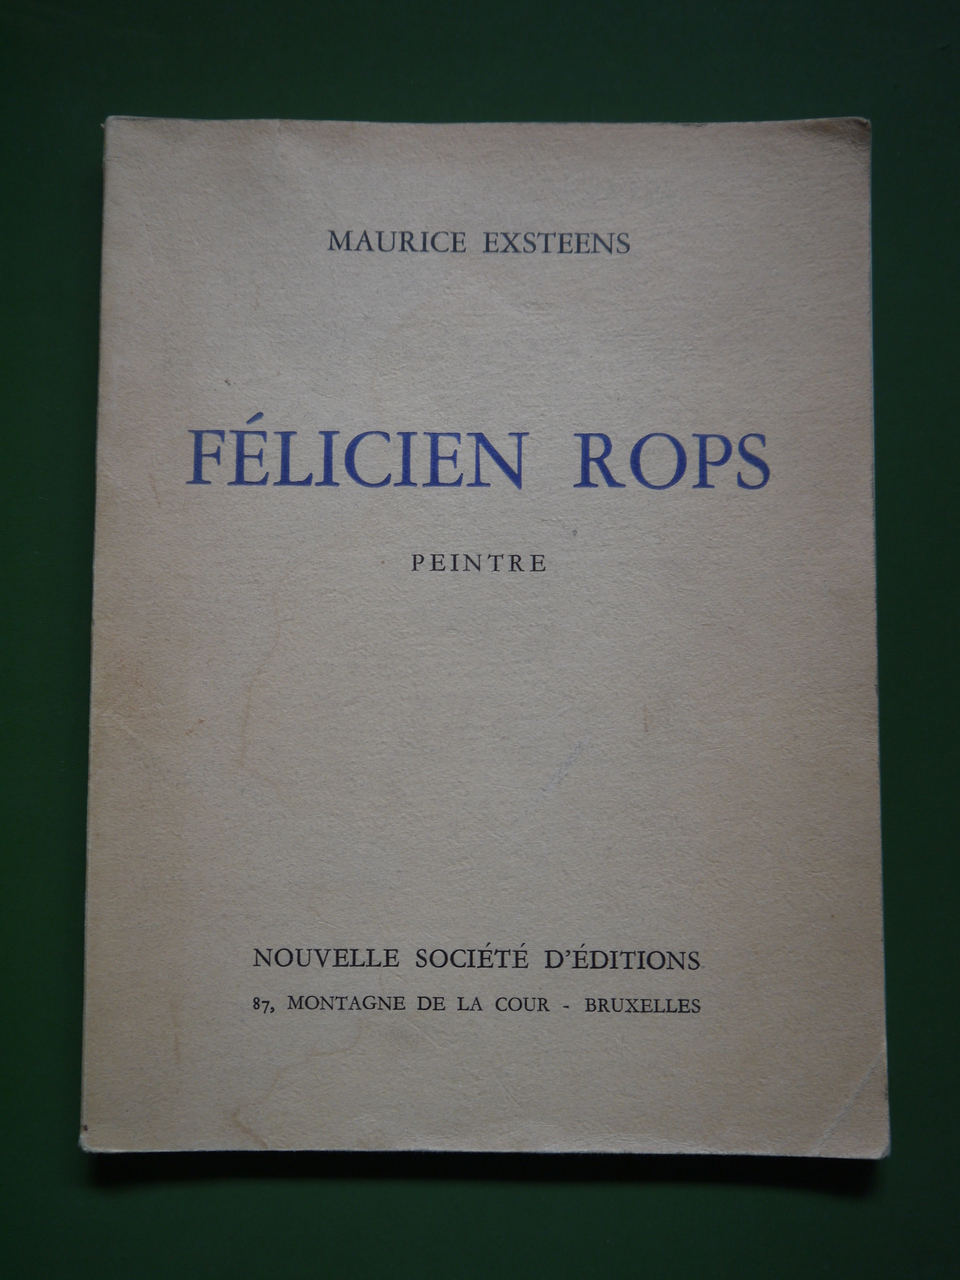 MAURICE EXSTEENS
FÉLICIEN ROPS
PEINTRE
NOUVELLE SOCIÉTÉ D'ÉDITIONS
87, MONTAGNE DE LA COUR - BRUXELLES